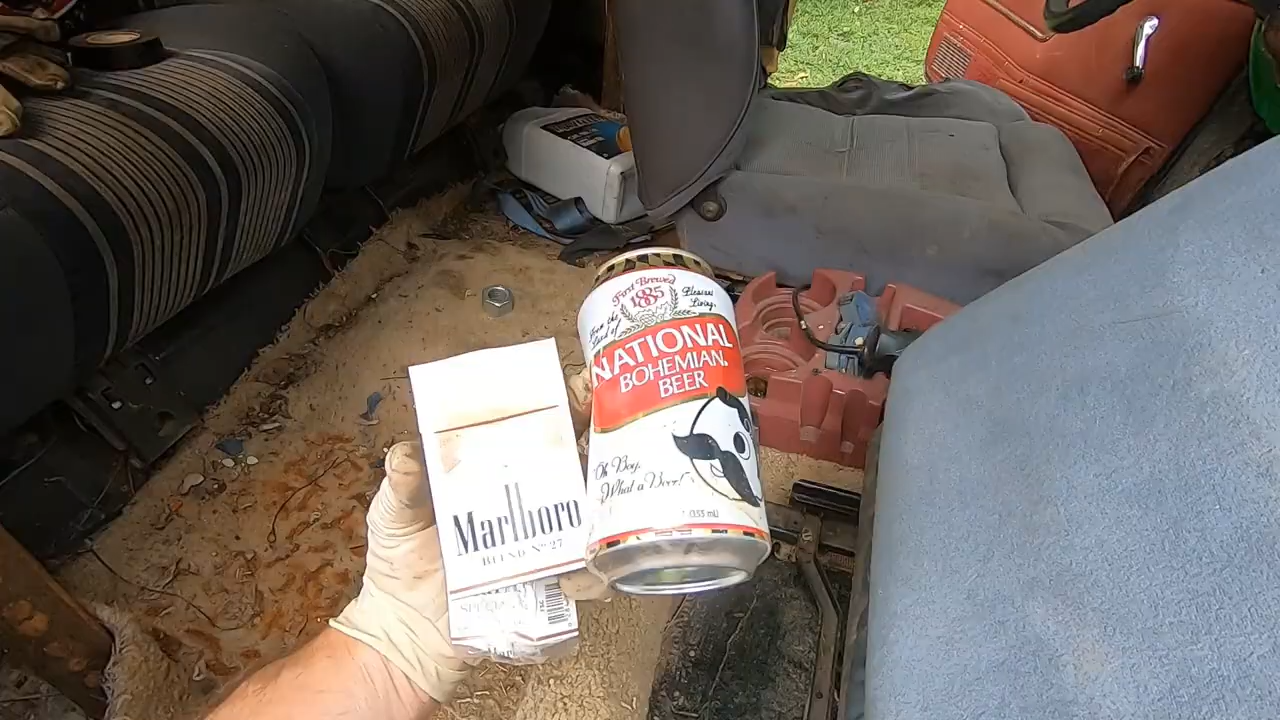 First Brewed
1885
Pleasant
Living.
from the
Land of
NATIONAL
BOHEMIAN®
BEER
Oh Boy,
What a Beer!
(355 mL)
Marlboro
BLEND Nº 27